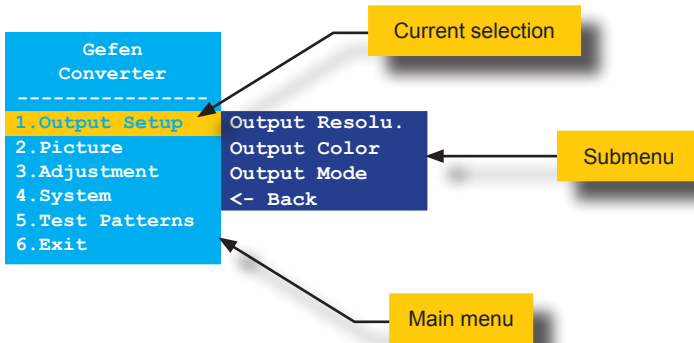 Current selection
Gefen
Converter
----------------
1.Output Setup
2.Picture
3.Adjustment
4.System
5.Test Patterns
6.Exit
Output Resolu.
Output Color
Output Mode
<- Back
Submenu
Main menu